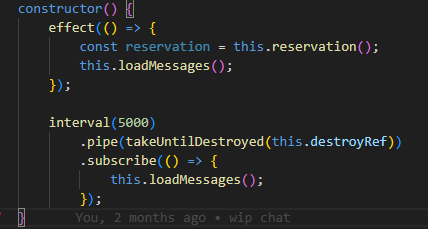 constructor() {
effect(() => {
const reservation = this.reservation();
this.loadMessages();
});
interval(5000)
.pipe(takeUntilDestroyed(this.destroyRef))
.subscribe(() => {
this.loadMessages();
});
} You, 2 months ago • wip chat